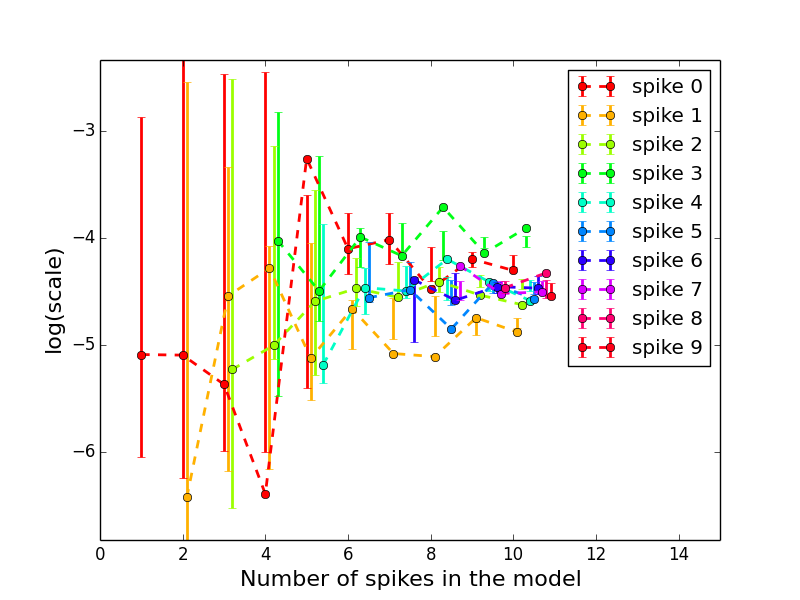 −3
−4
−5
−6
log(scale)
0 2 4 6 8 10 12 14
Number of spikes in the model
spike 0
spike 1
spike 2
spike 3
spike 4
spike 5
spike 6
spike 7
spike 8
spike 9